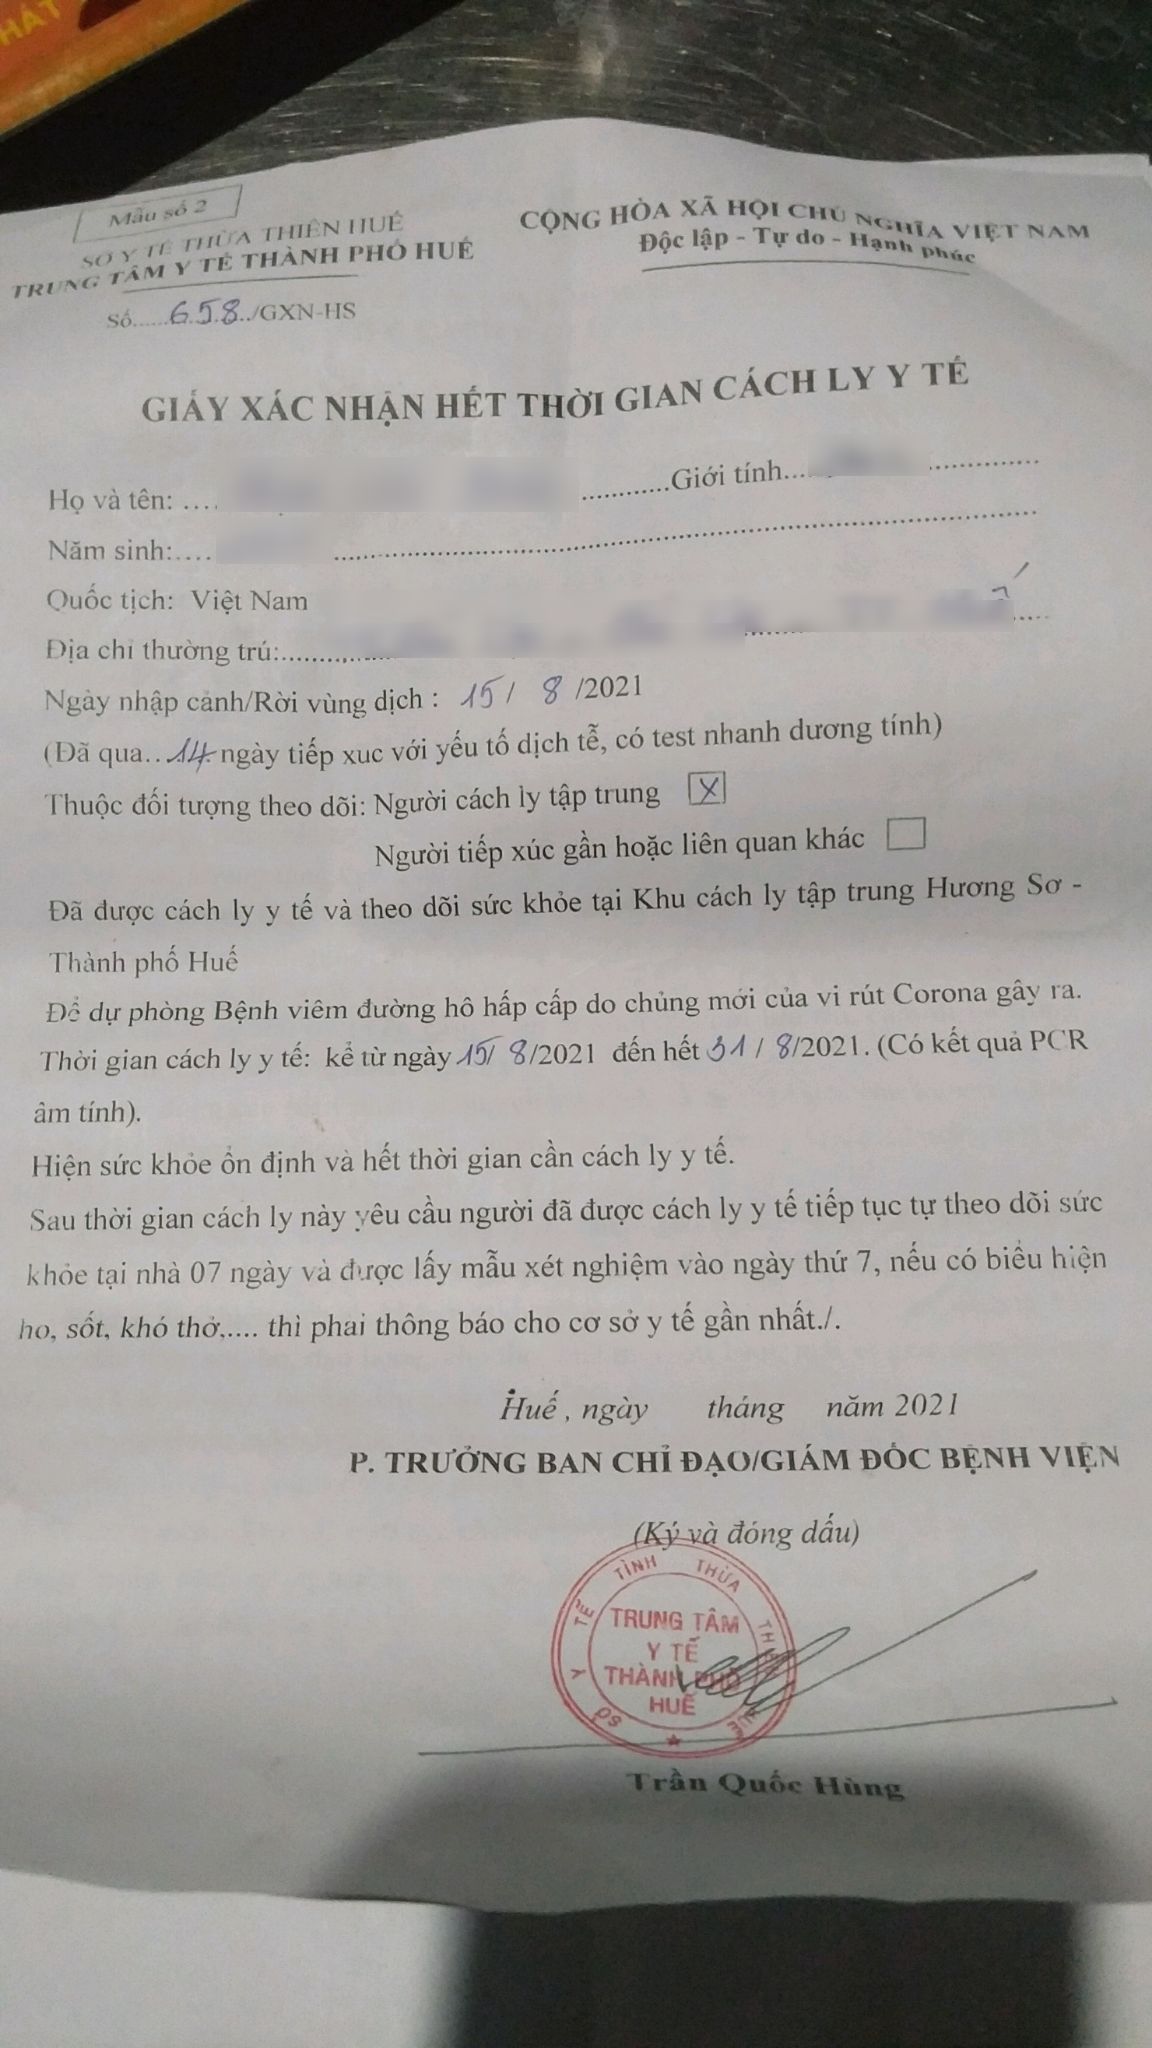 HÁT
Mẫu số 2
SỞ Y TẾ THỪA THIÊN HUẾ
TRUNG TÂM Y TẾ THÀNH PHỐ HUẾ
Số......658../GXN-HS
CỘNG HÒA XÃ HỘI CHỦ NGHĨA VIỆT NAM
Độc lập - Tự do - Hạnh phúc
GIẤY XÁC NHẬN HẾT THỜI GIAN CÁCH LY Y TẾ
Họ và tên: .... ............Giới tính....
Năm sinh:....
Quốc tịch: Việt Nam
Địa chỉ thường trú:..........
Ngày nhập cảnh/Rời vùng dịch : 15/ 8 /2021
(Đã qua..14. ngày tiếp xuc với yếu tố dịch tễ, có test nhanh dương tính)
Thuộc đối tượng theo dõi: Người cách ly tập trung [X]
Người tiếp xúc gần hoặc liên quan khác
Đã được cách ly y tế và theo dõi sức khỏe tại Khu cách ly tập trung Hương Sơ -
Thành phố Huế
Để dự phòng Bệnh viêm đường hô hấp cấp do chủng mới của vi rút Corona gây ra.
Thời gian cách ly y tế: kể từ ngày 15/ 8/2021 đến hết 31 / 8/2021. (Có kết quả PCR
âm tính).
Hiện sức khỏe ổn định và hết thời gian cần cách ly y tế.
Sau thời gian cách ly này yêu cầu người đã được cách ly y tế tiếp tục tự theo dõi sức
khỏe tại nhà 07 ngày và được lấy mẫu xét nghiệm vào ngày thứ 7, nếu có biểu hiện
ho, sốt, khó thở,.... thì phai thông báo cho cơ sở y tế gần nhất./.
Huế , ngày tháng năm 2021
P. TRƯỞNG BAN CHỈ ĐẠO/GIÁM ĐỐC BỆNH VIỆN
(Ký và đóng dấu)
SỞ Y TẾ TỈNH THỪA THIÊN HUẾ
TRUNG TÂM
Y TẾ
THÀNH PHỐ
HUẾ
Trần Quốc Hùng